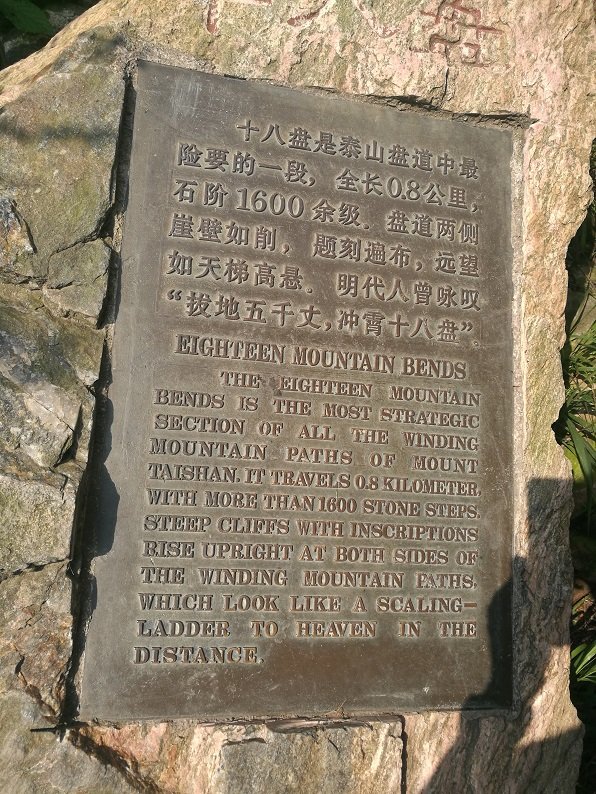 十八盘是泰山盘道中最
险要的一段，全长0.8公里，
石阶1600余级．盘道两侧
崖壁如削，题刻遍布，远望
如天梯高悬．明代人曾咏叹
“拔地五千丈，冲霄十八盘”。
EIGHTEEN MOUNTAIN BENDS
THE EIGHTEEN MOUNTAIN
BENDS IS THE MOST STRATEGIC
SECTION OF ALL THE WINDING
MOUNTAIN PATHS OF MOUNT
TAISHAN. IT TRAVELS 0.8 KILOMETER,
WITH MORE THAN 1600 STONE STEPS.
STEEP CLIFFS WITH INSCRIPTIONS
RISE UPRIGHT AT BOTH SIDES OF
THE WINDING MOUNTAIN PATHS,
WHICH LOOK LIKE A SCALING-
LADDER TO HEAVEN IN THE
DISTANCE.